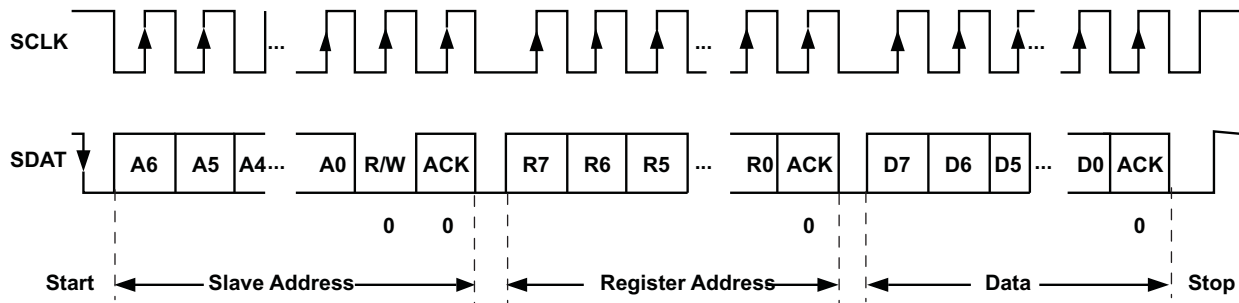 SCLK ... ... ...
SDAT A6 A5 A4... A0 R/W ACK R7 R6 R5 ... R0 ACK D7 D6 D5 ... D0 ACK
0 0 0 0
Start Slave Address Register Address Data Stop